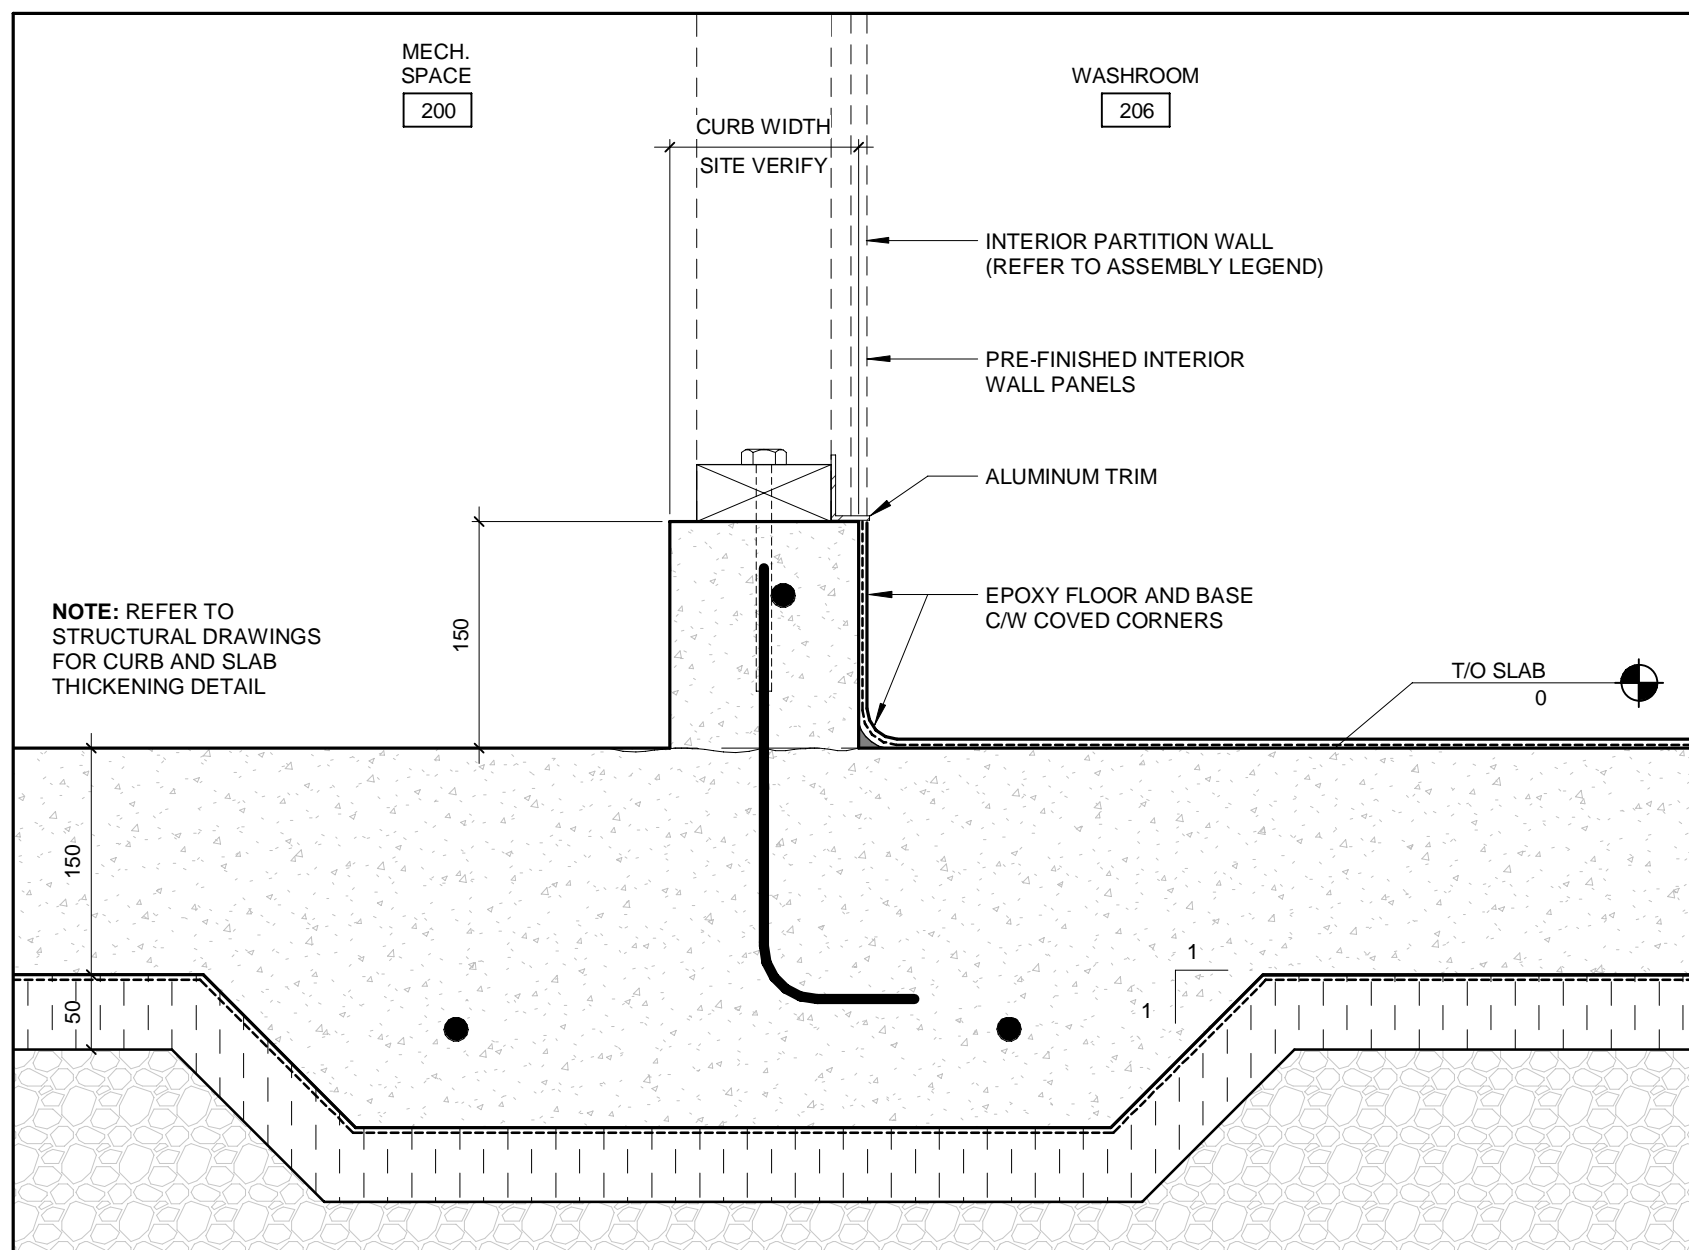 MECH.
SPACE
200
WASHROOM
206
CURB WIDTH
SITE VERIFY
INTERIOR PARTITION WALL
(REFER TO ASSEMBLY LEGEND)
PRE-FINISHED INTERIOR
WALL PANELS
ALUMINUM TRIM
EPOXY FLOOR AND BASE
C/W COVED CORNERS
NOTE: REFER TO
STRUCTURAL DRAWINGS
FOR CURB AND SLAB
THICKENING DETAIL
150
T/O SLAB
0
150
50
1
1